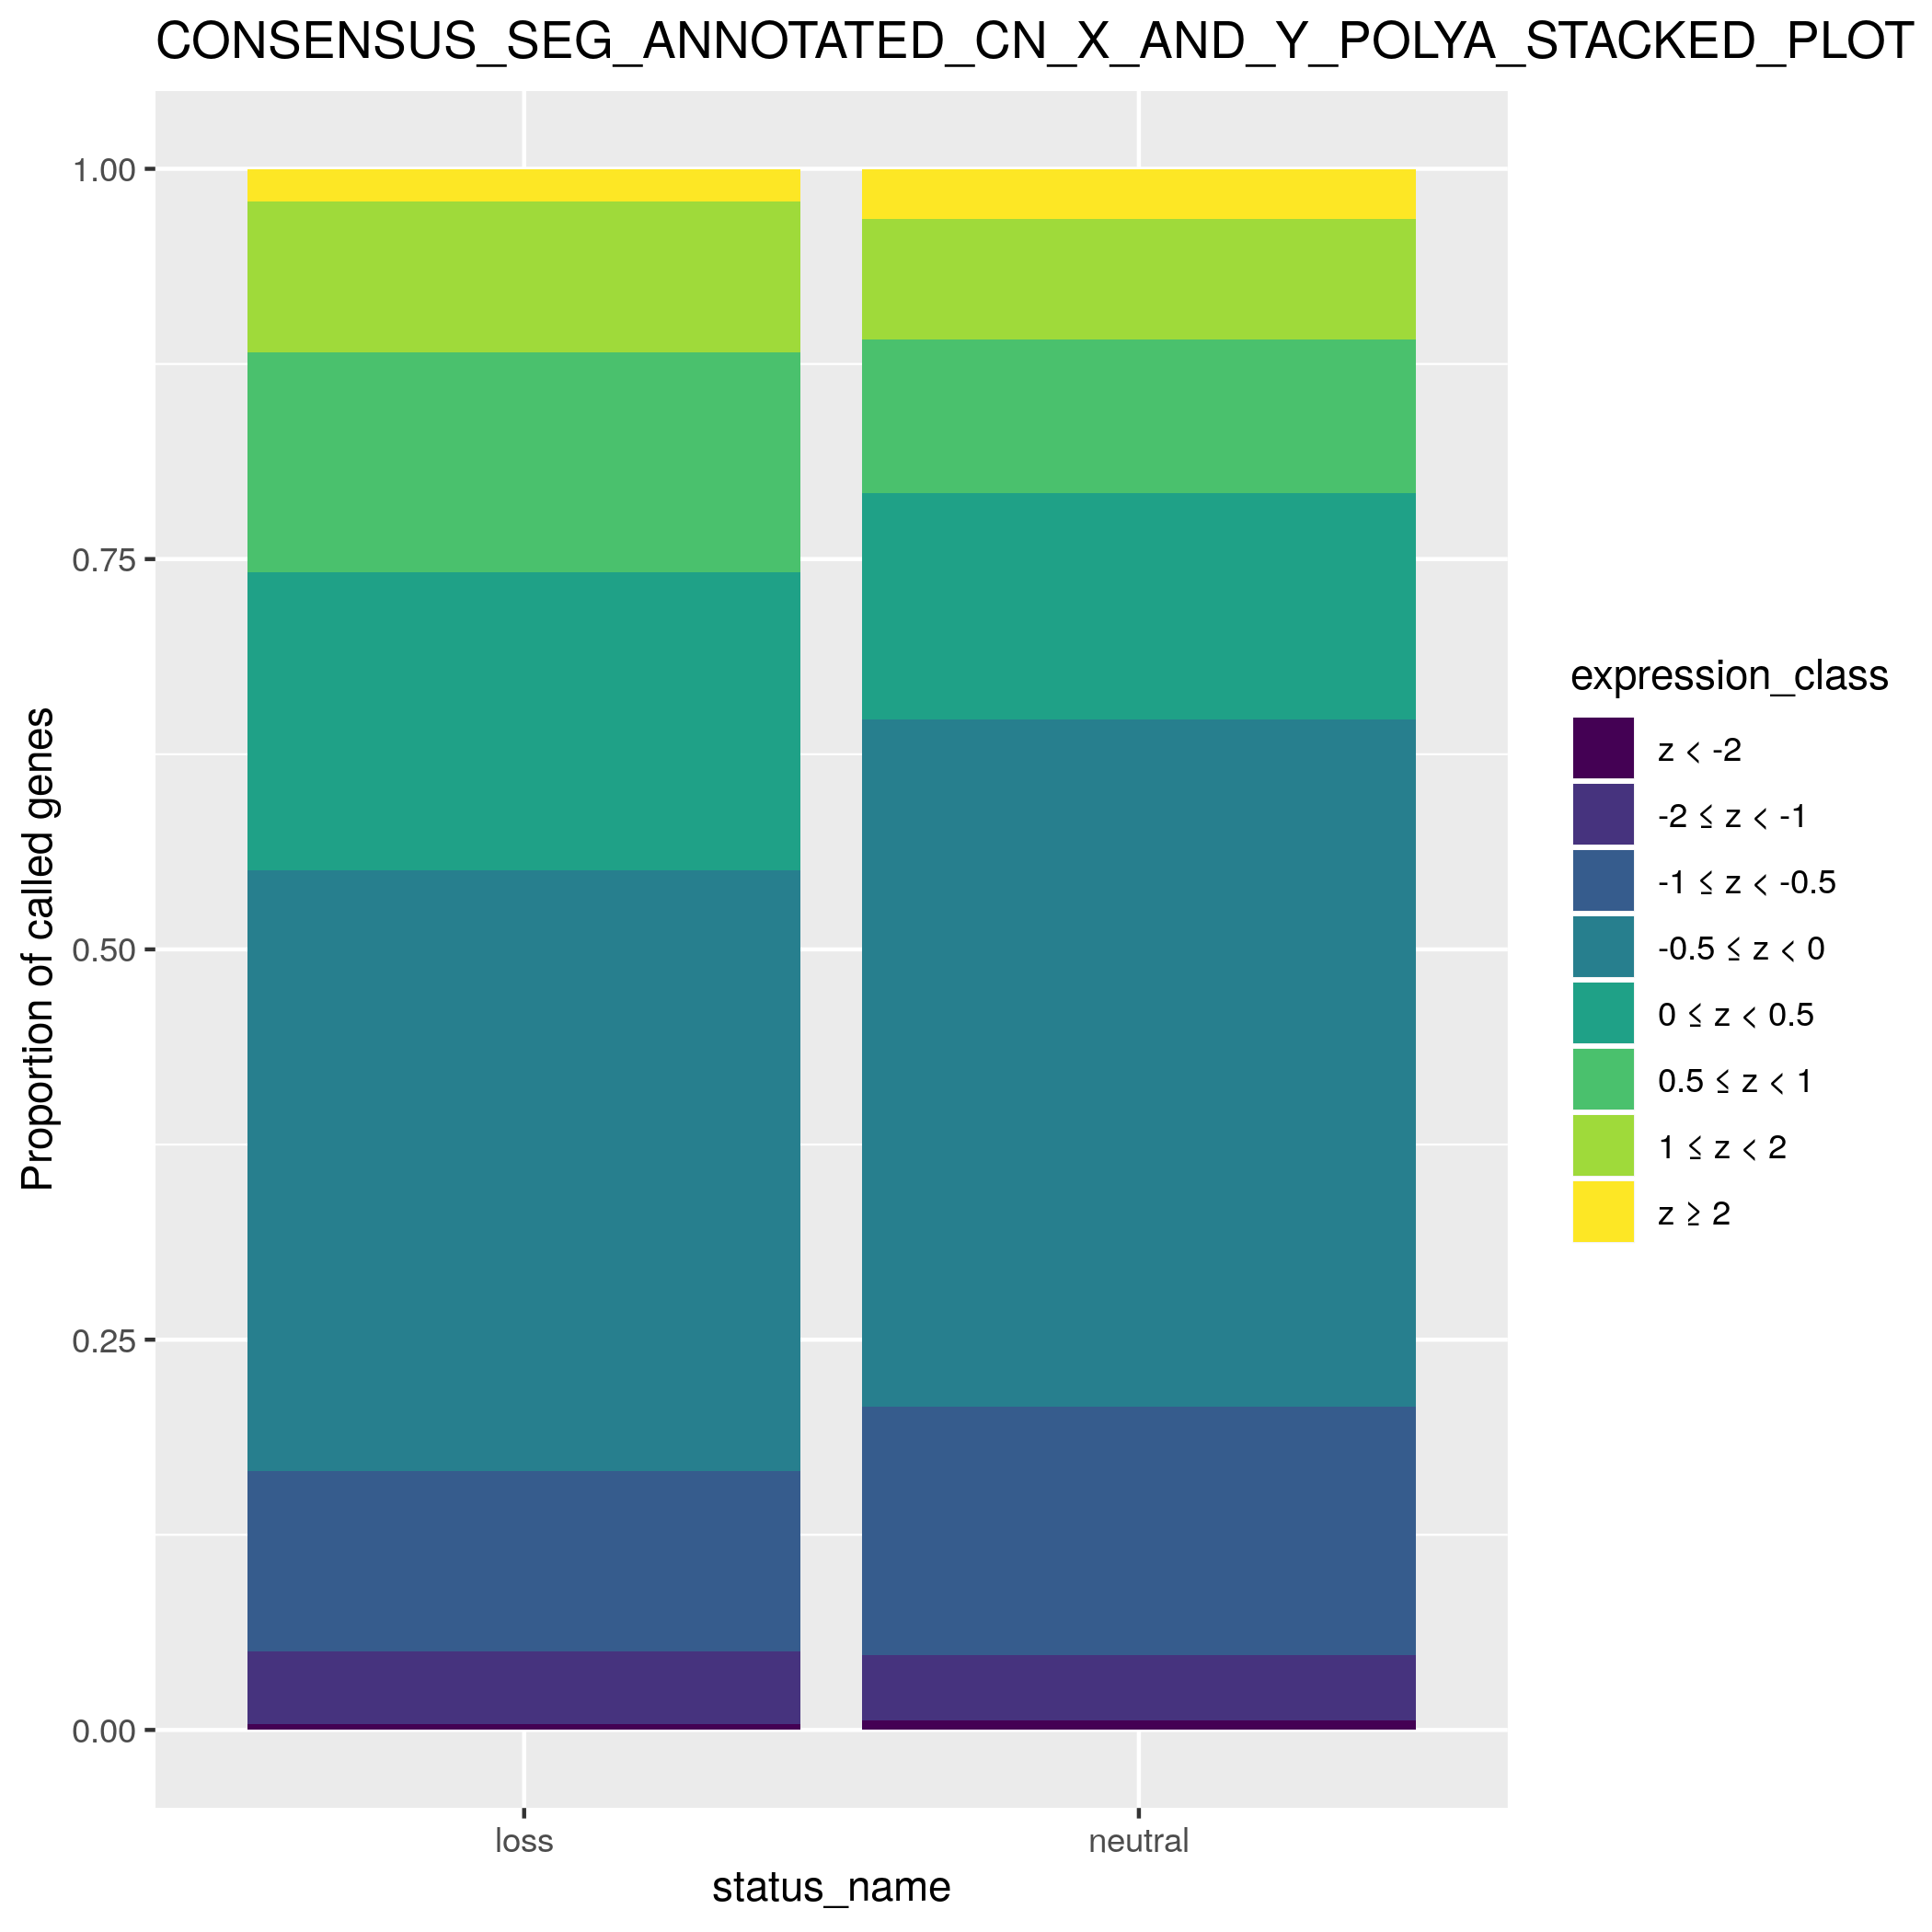 CONSENSUS_SEG_ANNOTATED_CN_X_AND_Y_POLYA_STACKED_PLOT
1.00
0.75
0.50
0.25
0.00
Proportion of called genes
loss
neutral
status_name
expression_class
z < -2
-2 ≤ z < -1
-1 ≤ z < -0.5
-0.5 ≤ z < 0
0 ≤ z < 0.5
0.5 ≤ z < 1
1 ≤ z < 2
z ≥ 2